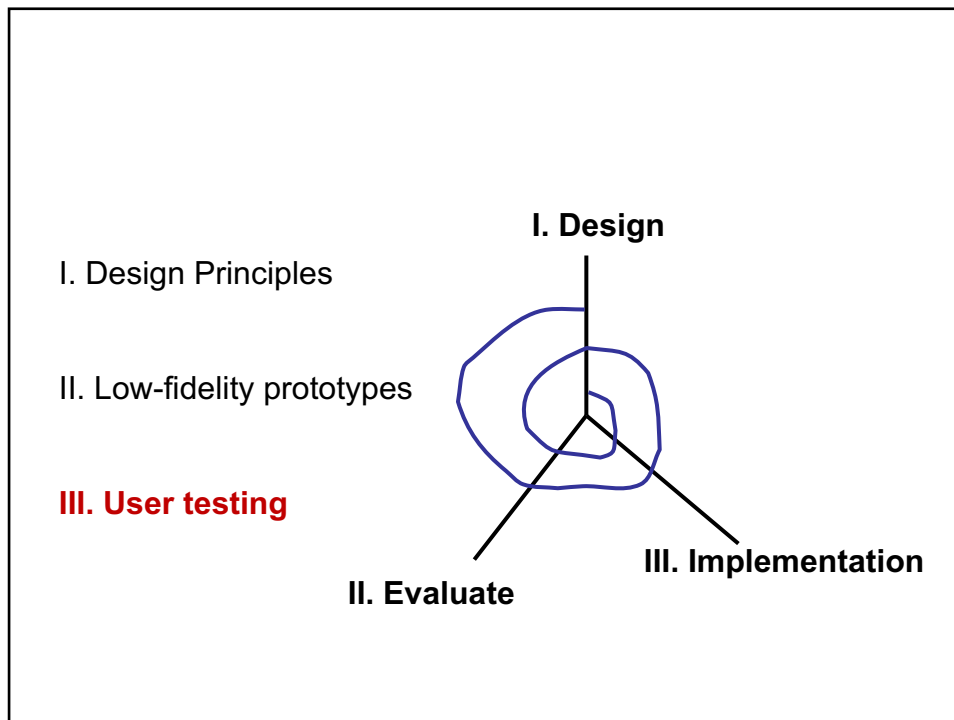 I. Design
I. Design Principles
II. Low-fidelity prototypes
III. User testing
III. Implementation
II. Evaluate